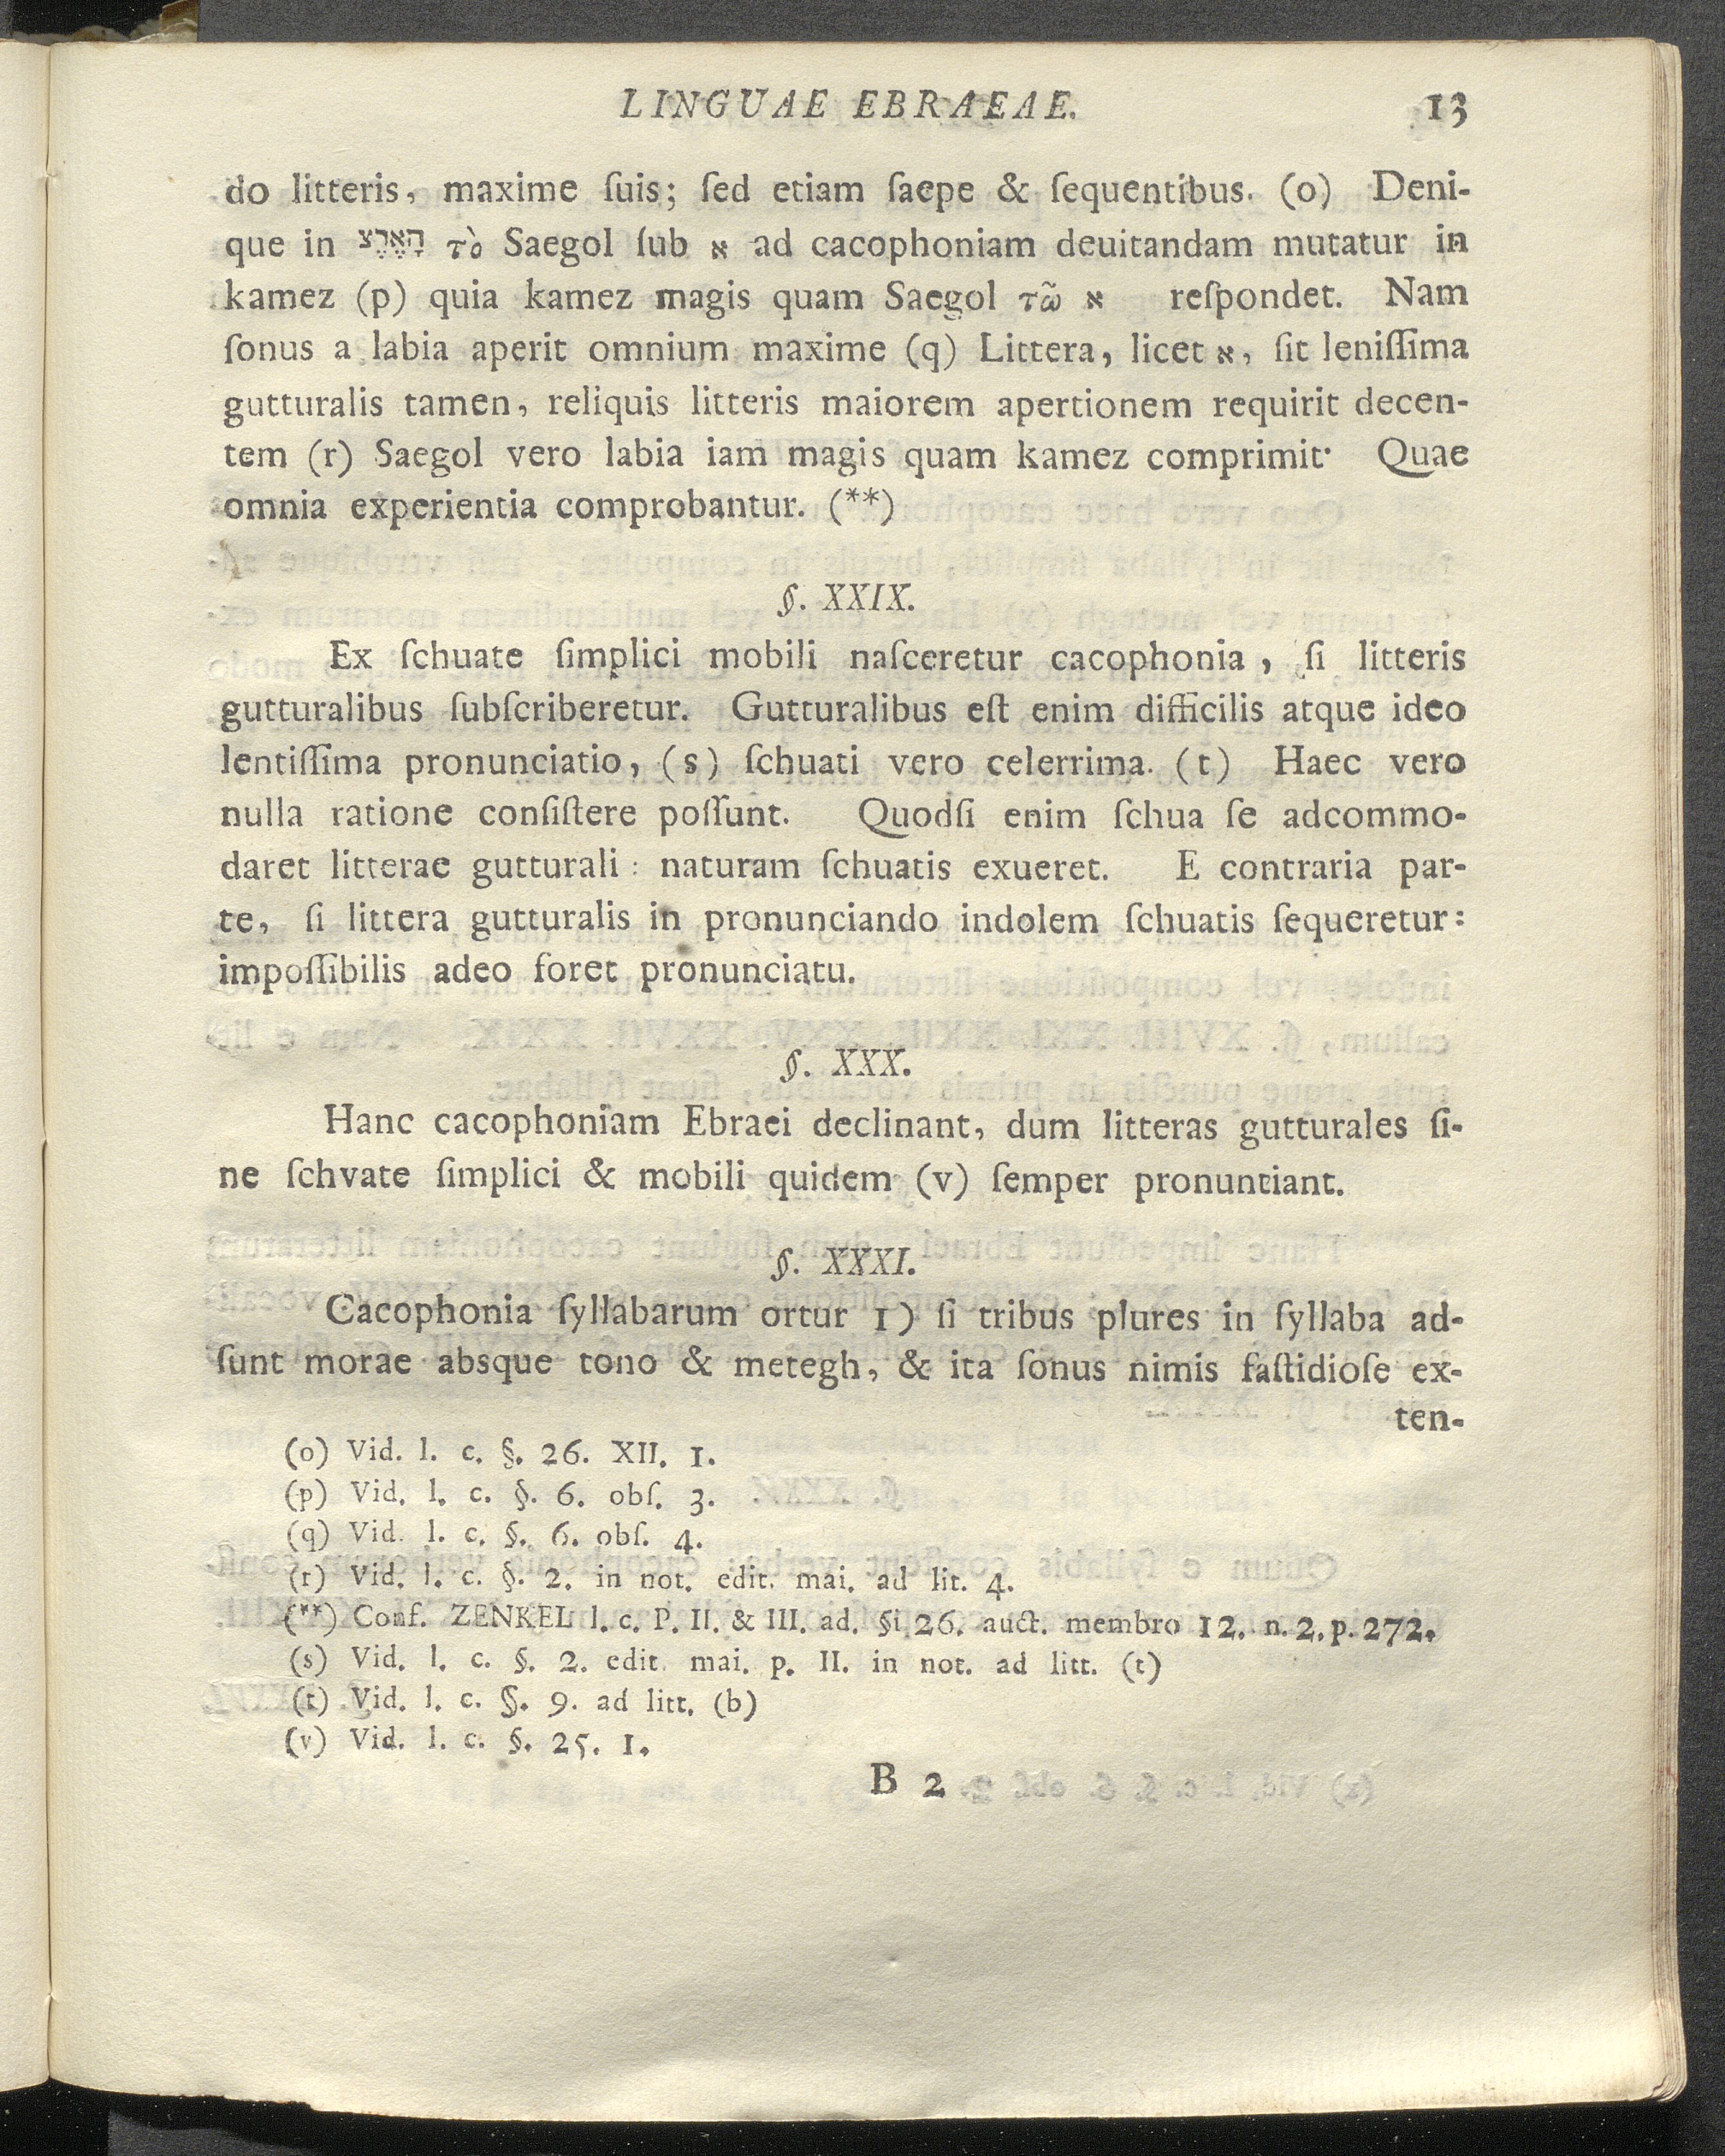 LINGUAE EBRAEAE. 13
do litteris, maxime ſuis; ſed etiam ſaepe & ſequentibus. (o) Deni-
que in הָאֶרֶצ τὸ Saegol ſub א ad cacophoniam deuitandam mutatur in
kamez (p) quia kamez magis quam Saegol τῶ א reſpondet. Nam
ſonus a labia aperit omnium maxime (q) Littera, licet א, ſit leniſſima
gutturalis tamen, reliquis litteris maiorem apertionem requirit decen-
tem (r) Saegol vero labia iam magis quam kamez comprimit· Quae
omnia experientia comprobantur. (**)
§. XXIX.
Ex ſchuate ſimplici mobili naſceretur cacophonia, ſi litteris
gutturalibus ſubſcriberetur. Gutturalibus eſt enim difficilis atque ideo
lentiſſima pronunciatio, (s) ſchuati vero celerrima. (t) Haec vero
nulla ratione conſiſtere poſſunt. Quodſi enim ſchua ſe adcommo-
daret litterae gutturali: naturam ſchuatis exueret. E contraria par-
te, ſi littera gutturalis in pronunciando indolem ſchuatis ſequeretur:
impoſſibilis adeo foret pronunciatu.
§. XXX.
Hanc cacophoniam Ebraei declinant, dum litteras gutturales ſi-
ne ſchvate ſimplici & mobili quidem (v) ſemper pronuntiant.
§. XXXI.
Cacophonia ſyllabarum ortur 1) ſi tribus plures in ſyllaba ad-
ſunt morae absque tono & metegh, & ita ſonus nimis faſtidioſe ex-
ten-
(o) Vid. l. c. §. 26. XII. 1.
(p) Vid. l. c. §. 6. obſ. 3.
(q) Vid. l. c. §. 6. obſ. 4.
(r) Vid. l. c. §. 2. in not. edit. mai. ad lit. 4.
(**) Conf. ZENKEL l. c. P. II. & III. ad. §i 26. auct. membro 12. n. 2. p. 272.
(s) Vid. l. c. §. 2. edit. mai. p. II. in not. ad litt. (t)
(t) Vid. l. c. §. 9. ad litt. (b)
(v) Vid. l. c. §. 25. 1.
B 2